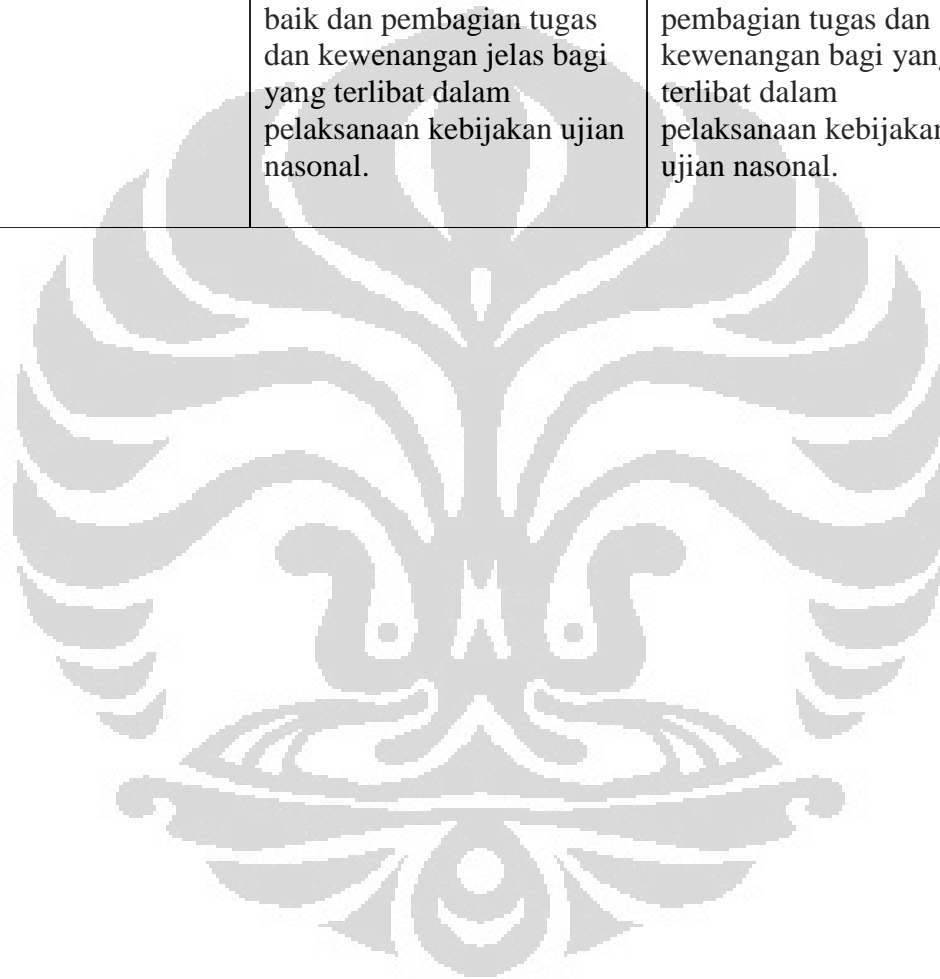 baik dan pembagian tugas
dan kewenangan jelas bagi
yang terlibat dalam
pelaksanaan kebijakan ujian
nasonal.
pembagian tugas dan
kewenangan bagi
terlibat dalam
pelaksanaan
ujian nasonal.